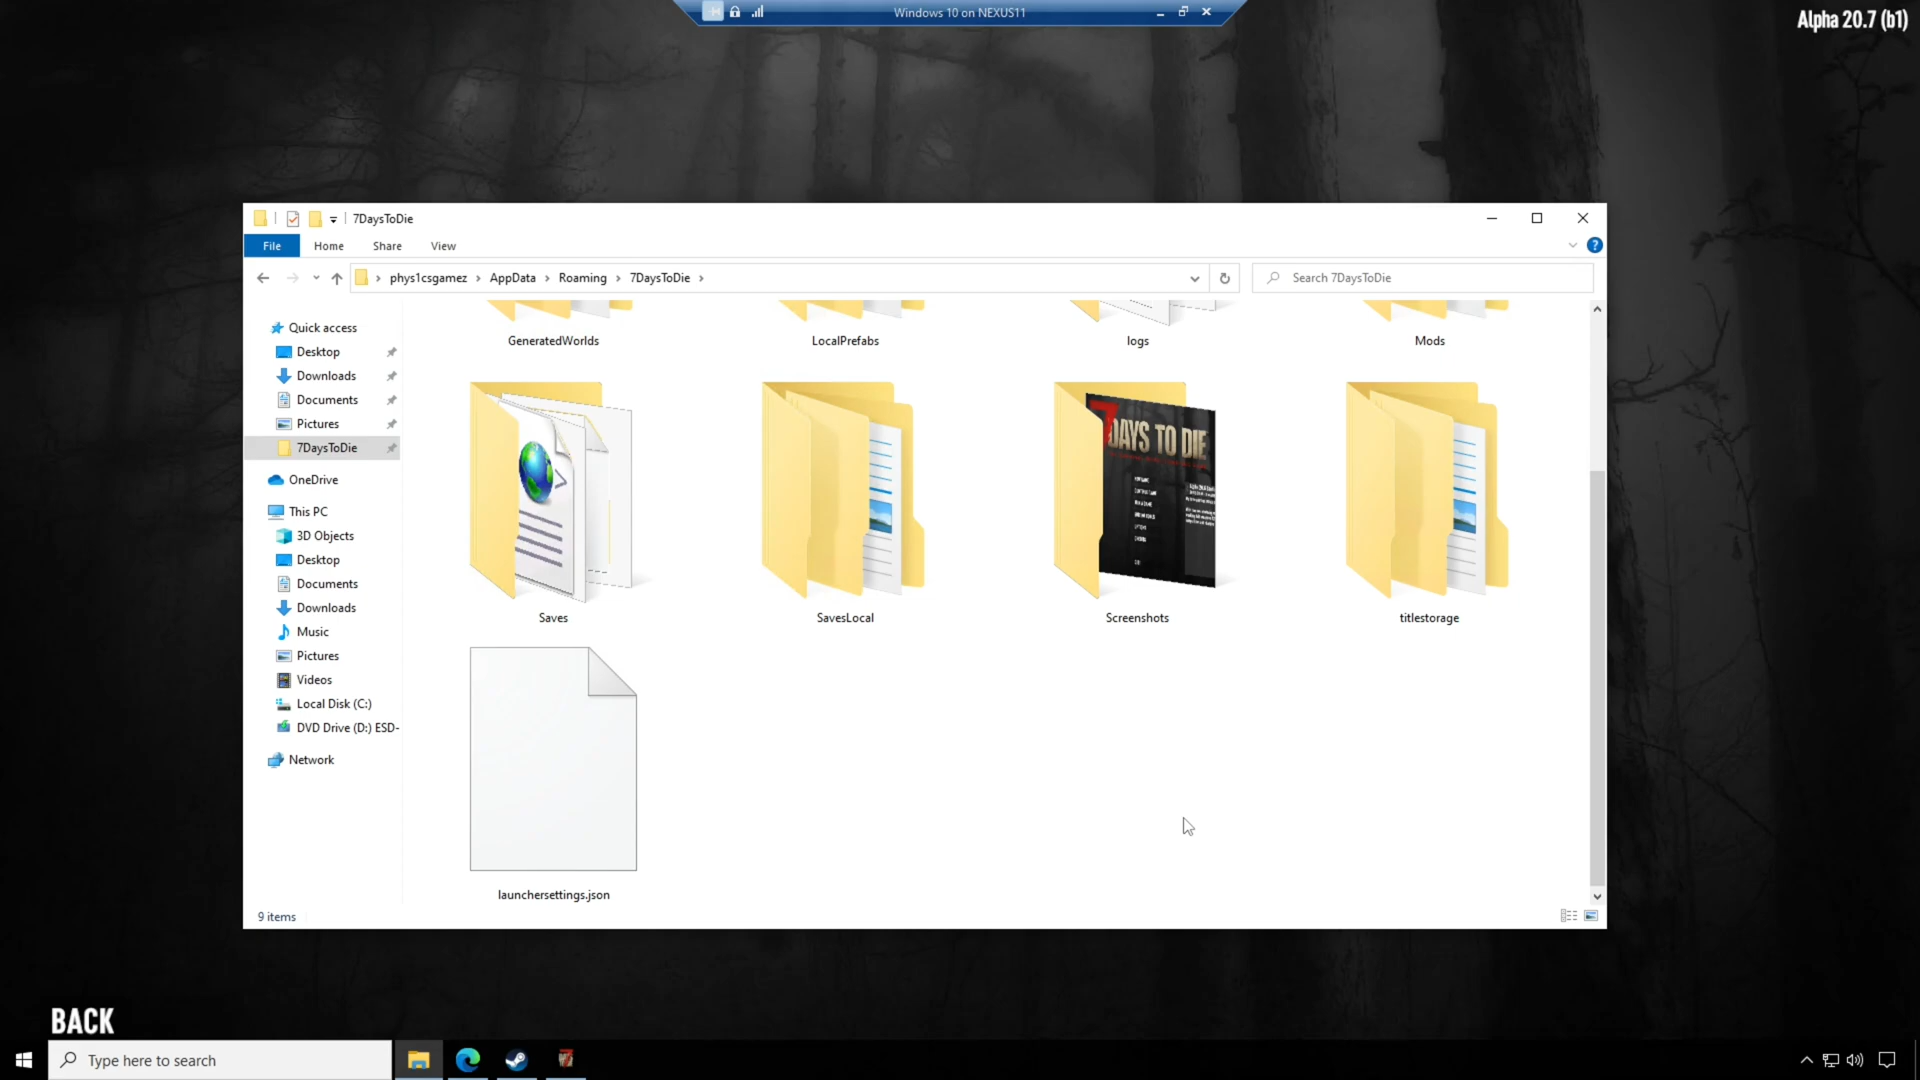 Windows 10 on NEXUS11
Alpha 20.7 (b1)
7DaysToDie
File
Home
Share
View
phys1csgamez
AppData
Roaming
7DaysToDie
Search 7DaysToDie
Quick access
Desktop
Downloads
Documents
Pictures
7DaysToDie
OneDrive
This PC
3D Objects
Desktop
Documents
Downloads
Music
Pictures
Videos
Local Disk (C:)
DVD Drive (D:) ESD-
Network
GeneratedWorlds
LocalPrefabs
logs
Mods
7 DAYS TO DIE
Saves
SavesLocal
Screenshots
titlestorage
launchersettings.json
9 items
BACK
Type here to search